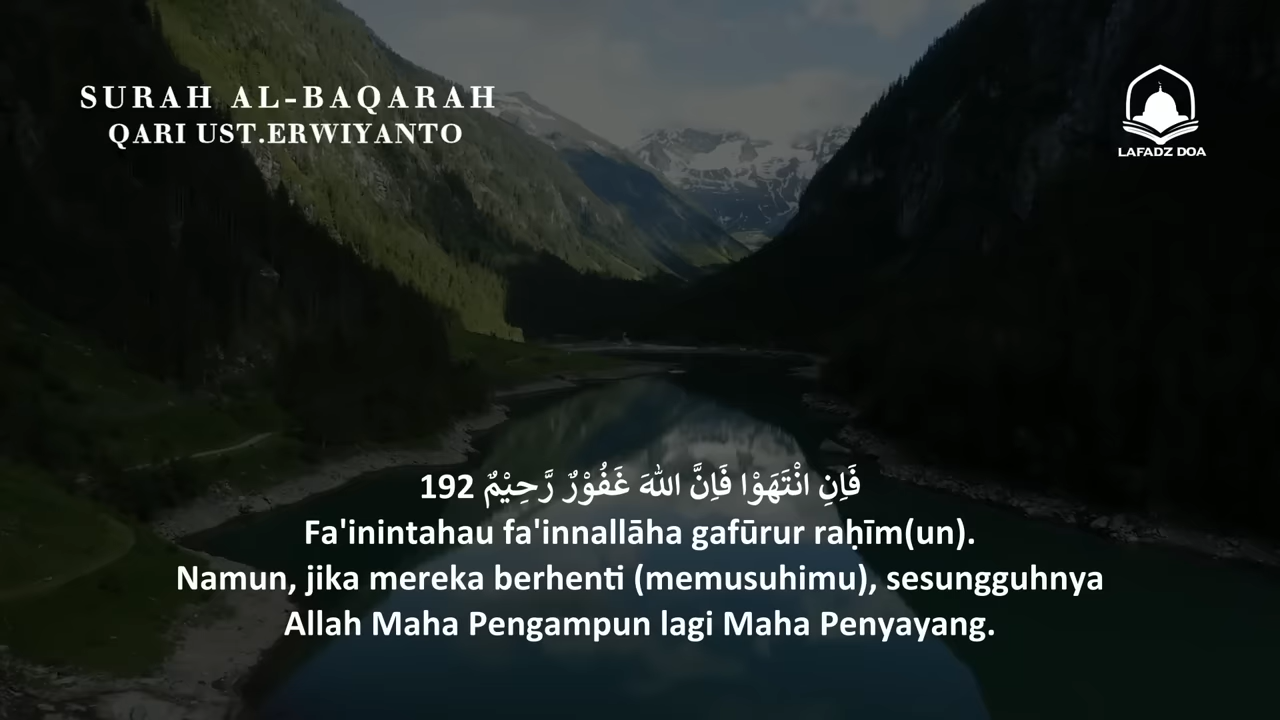 SURAH AL-BAQARAH
QARI UST.ERWIYANTO
LAFADZ DOA
فَاِنِ انْتَهَوْا فَاِنَّ اللّٰهَ غَفُوْرٌ رَّحِيْمٌ 192
Fa'inintahau fa'innallāha gafūrur raḥīm(un).
Namun, jika mereka berhenti (memusuhimu), sesungguhnya
Allah Maha Pengampun lagi Maha Penyayang.